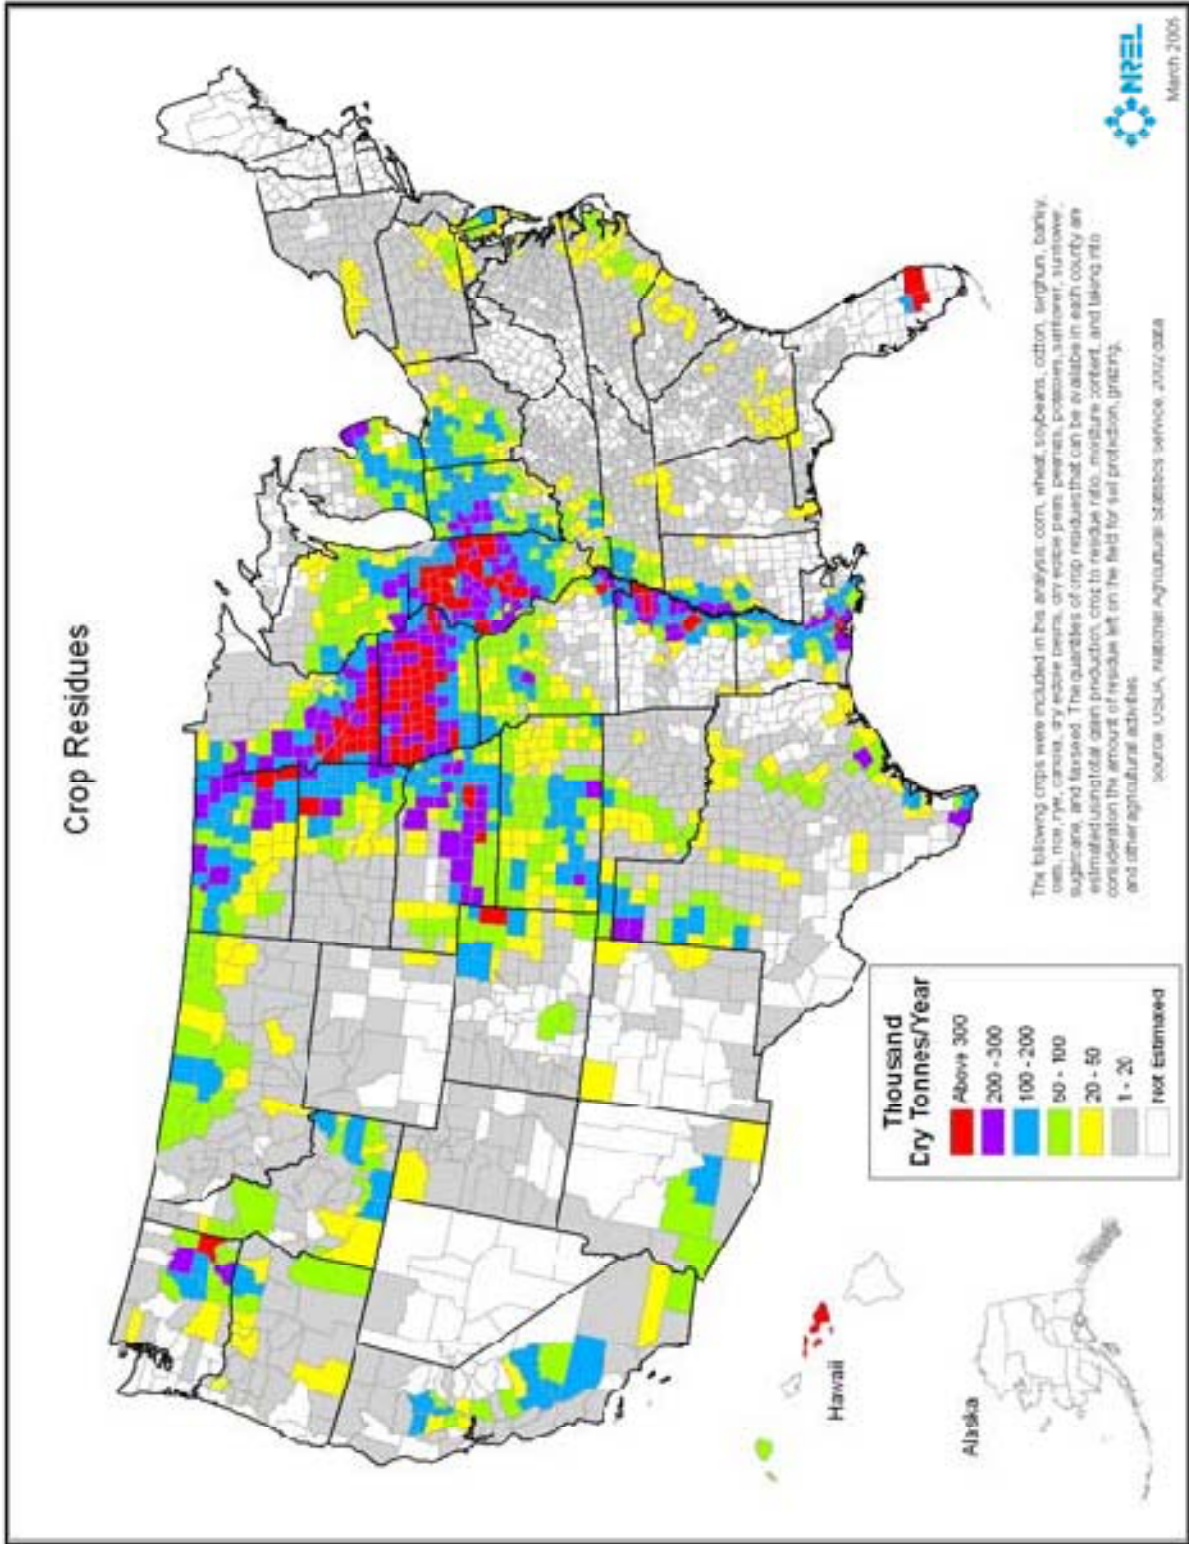 Crop Residues
The following crops were included in this analysis: corn, wheat, soybeans, cotton, sorghum, barley,
oats, rice, rye, canola, dry edible beans, dry edible peas, peanuts, potatoes, safflower, sunflower,
sugarcane, and flaxseed. The quantities of crop residues that can be available in each county are
estimated using total grain production, crop to residue ratio, moisture content, and taking into
consideration the amount of residue left on the field for soil protection, grazing,
and other agricultural activities.
Source: USDA, National Agricultural Statistics Service, 2002 data
Thousand
Dry Tonnes/Year
Above 300
200 - 300
100 - 200
50 - 100
20 - 50
1 - 20
Not Estimated
Hawaii
Alaska
NREL
March 2005